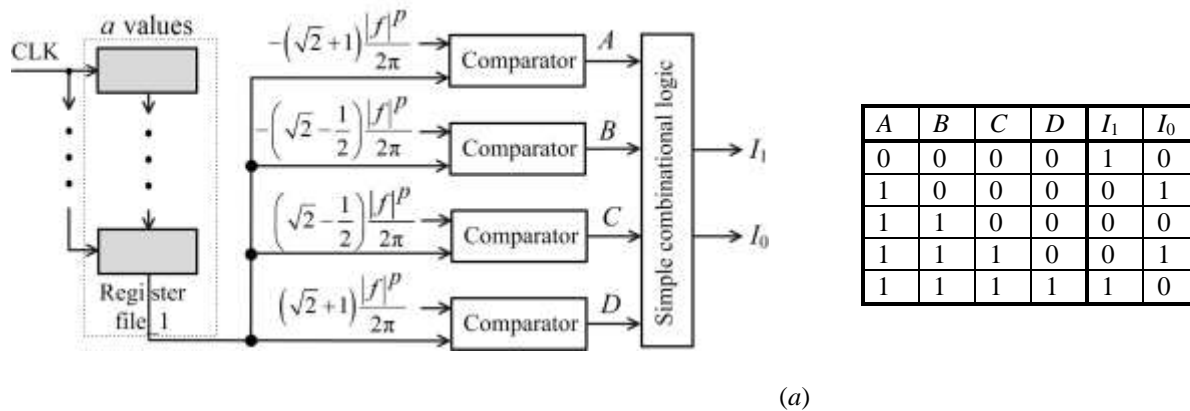 a values
CLK
Register
file_1
-(√2+1)|f|^p/2π
Comparator
A
-(√2-1/2)|f|^p/2π
Comparator
B
(√2-1/2)|f|^p/2π
Comparator
C
(√2+1)|f|^p/2π
Comparator
D
Simple combinational logic
I₁
I₀
A B C D I₁ I₀
0 0 0 0 1 0
1 0 0 0 0 1
1 1 0 0 0 0
1 1 1 0 0 1
1 1 1 1 1 0
(a)